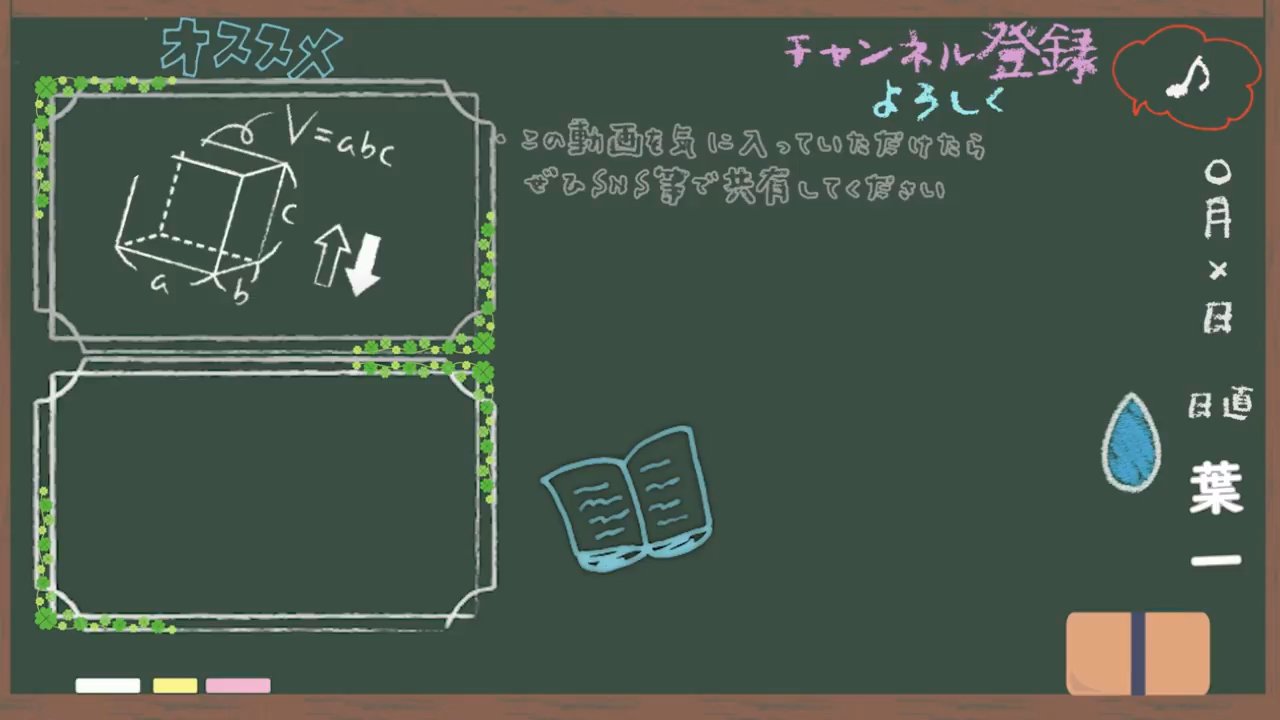 オススメ
チャンネル登録
よろしく
・この動画を気に入っていただけたら
ぜひSNS等で共有してください
V=abc
c
a
b
〇月×日
日直
葉一